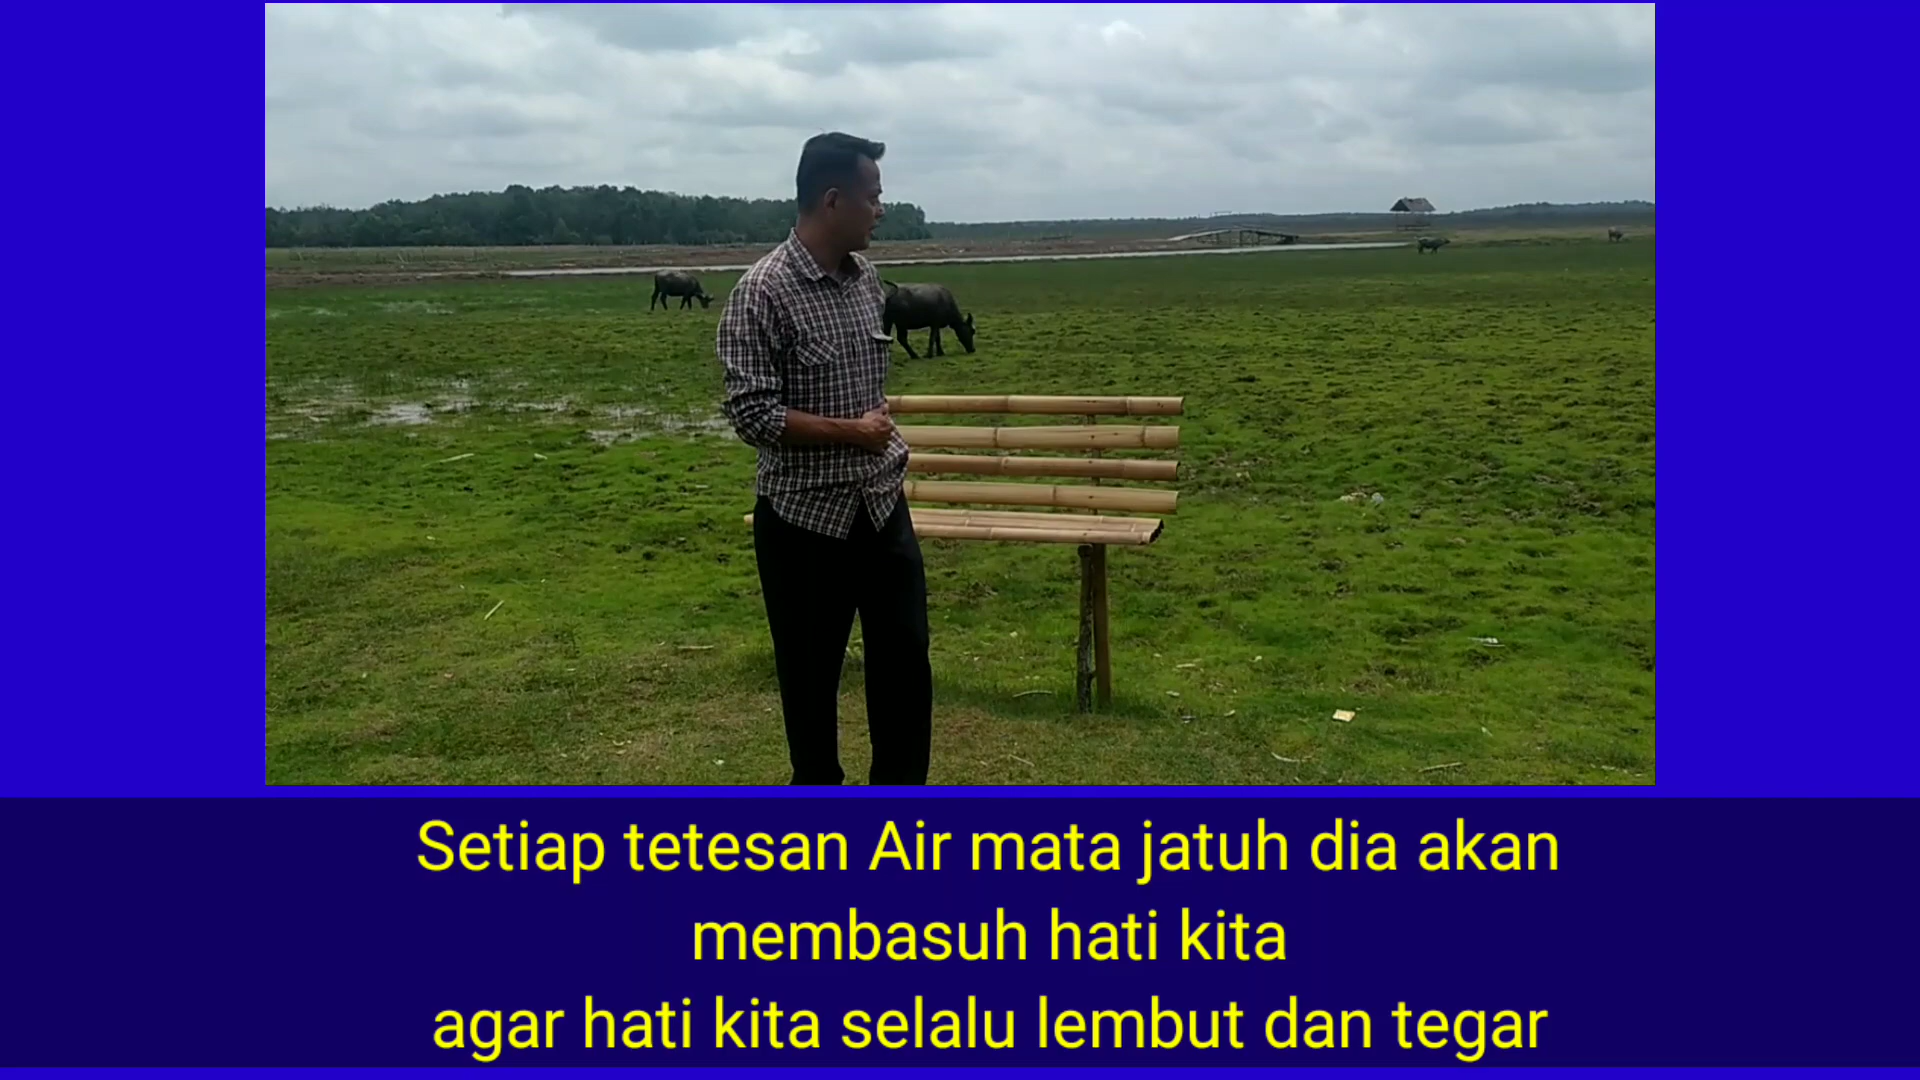 Setiap tetesan Air mata jatuh dia akan
membasuh hati kita
agar hati kita selalu lembut dan tegar